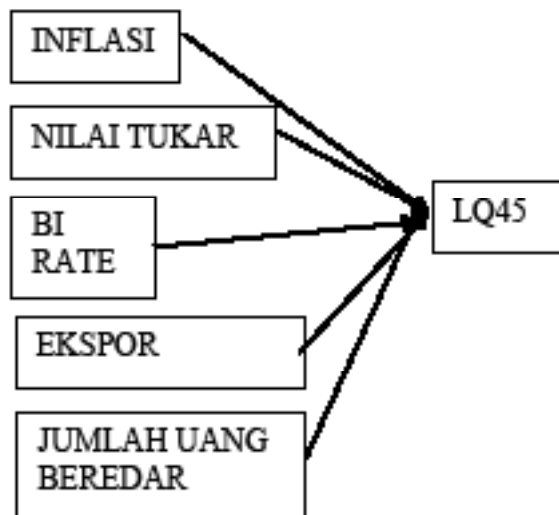 INFLASI
NILAI TUKAR
BI
RATE
EKSPOR
JUMLAH UANG
BEREDAR
LQ45